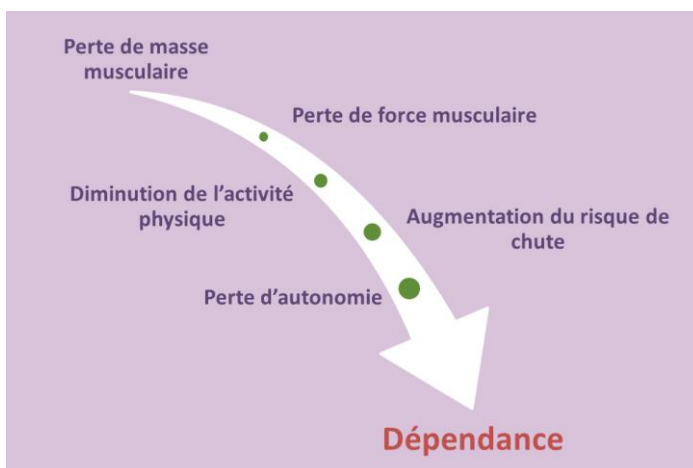 Perte de masse
musculaire
Perte de force musculaire
Diminution de l’activité
physique
Augmentation du risque de
chute
Perte d’autonomie
Dépendance